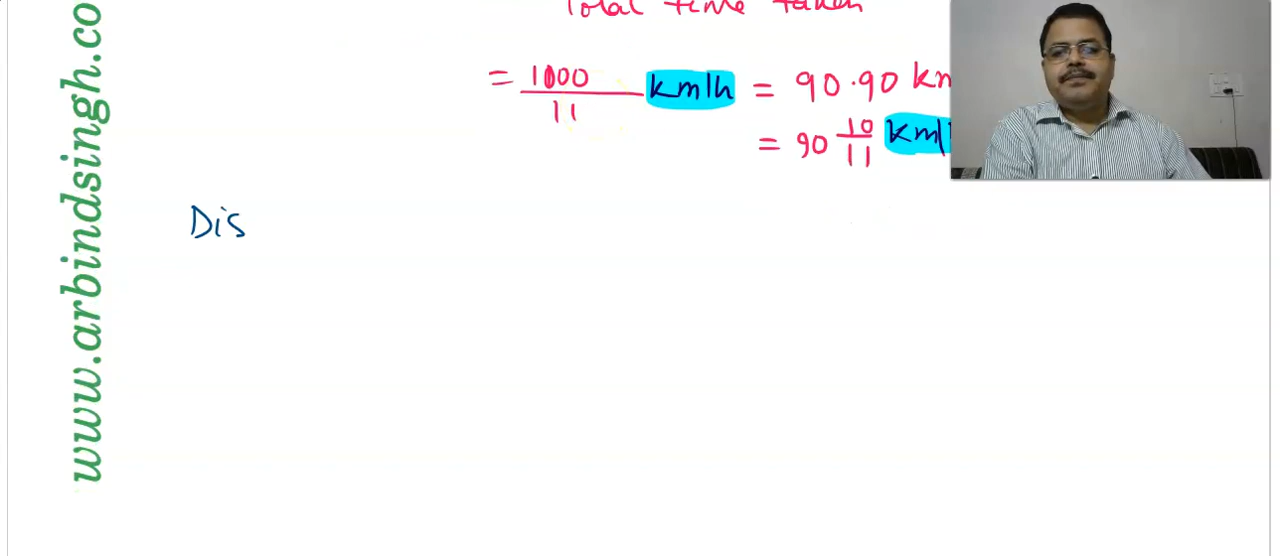 Total time taken
= 1000/11 km/h = 90.90 km
= 90 10/11 km/
Dis
www.arbindsingh.co